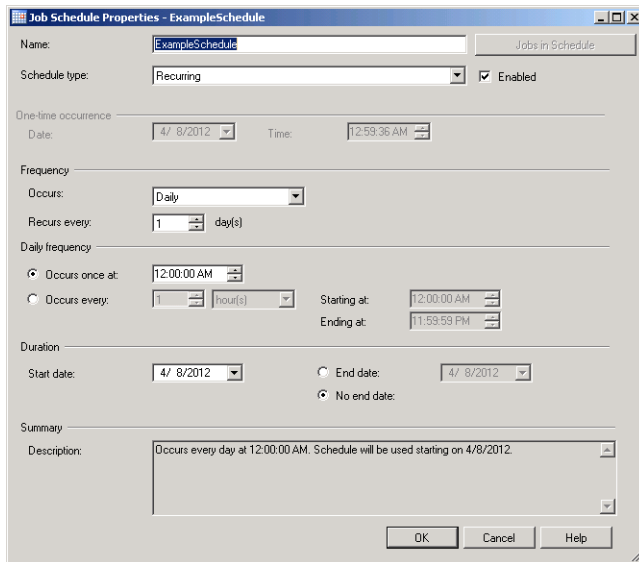 Job Schedule Properties - ExampleSchedule
Name: ExampleSchedule Jobs in Schedule
Schedule type: Recurring Enabled
One-time occurrence
Date: 4/ 8/2012 Time: 12:59:36 AM
Frequency
Occurs: Daily
Recurs every: 1 day(s)
Daily frequency
Occurs once at: 12:00:00 AM
Occurs every: 1 hour(s) Starting at: 12:00:00 AM
Ending at: 11:59:59 PM
Duration
Start date: 4/ 8/2012 End date: 4/ 8/2012
No end date:
Summary
Description: Occurs every day at 12:00:00 AM. Schedule will be used starting on 4/8/2012.
OK Cancel Help